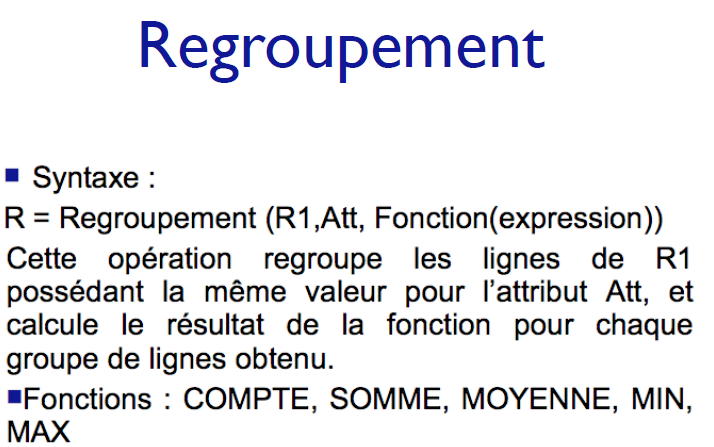 Regroupement
■ Syntaxe :
R = Regroupement (R1,Att, Fonction(expression))
Cette opération regroupe les lignes de R1
possédant la même valeur pour l'attribut Att, et
calcule le résultat de la fonction pour chaque
groupe de lignes obtenu.
■Fonctions : COMPTE, SOMME, MOYENNE, MIN,
MAX